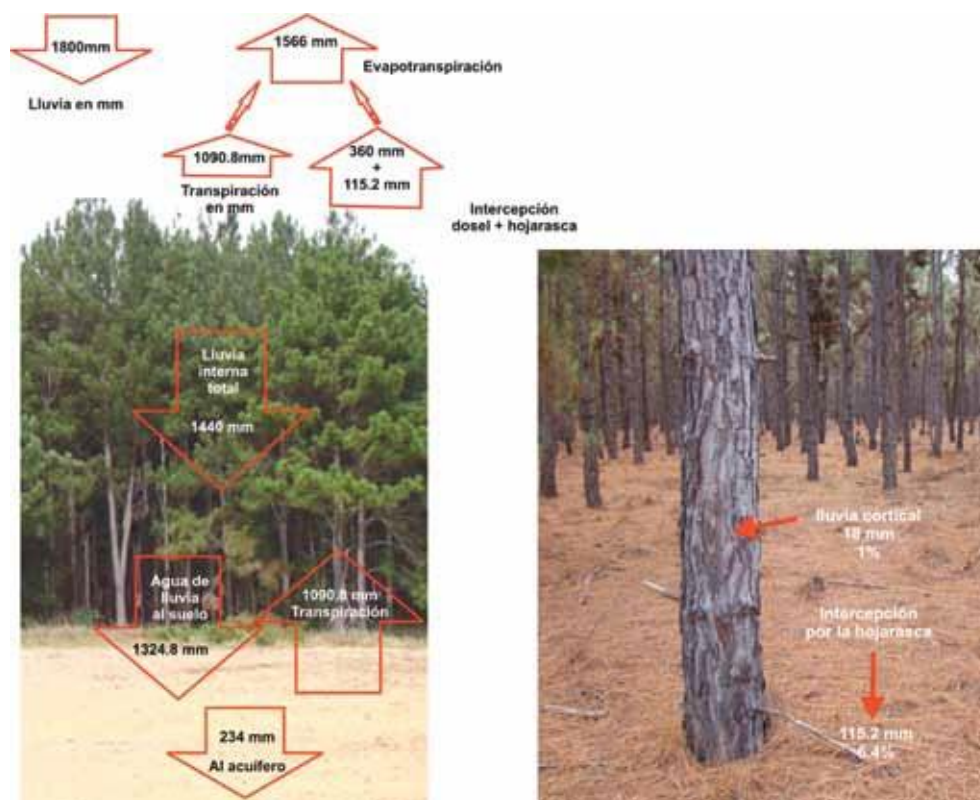 1800mm
Lluvia en mm
1566 mm
Evapotranspiración
1090.8mm
Transpiración
en mm
360 mm
+
115.2 mm
Intercepción
dosel + hojarasca
Lluvia
interna
total
1440 mm
Agua de
lluvia
al suelo
1324.8 mm
1090.8 mm
Transpiración
234 mm
Al acuífero
lluvia cortical
18 mm
1%
Intercepción
por la hojarasca
115.2 mm
6.4%